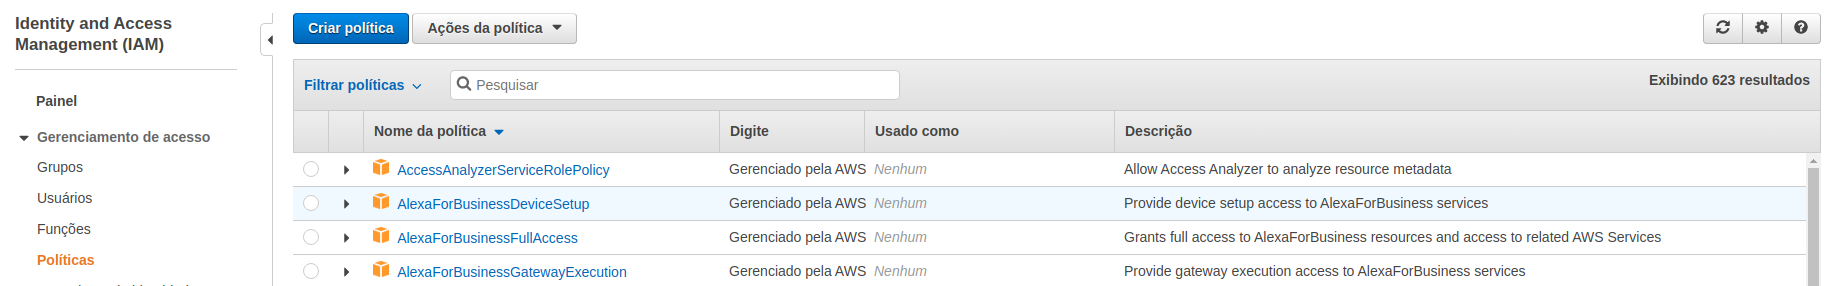 Identity and Access
Management (IAM)
Painel
Gerenciamento de acesso
Grupos
Usuários
Funções
Políticas
Criar política
Ações da política
Filtrar políticas
Pesquisar
Exibindo 623 resultados
Nome da política Digite Usado como Descrição
AccessAnalyzerServiceRolePolicy Gerenciado pela AWS Nenhum Allow Access Analyzer to analyze resource metadata
AlexaForBusinessDeviceSetup Gerenciado pela AWS Nenhum Provide device setup access to AlexaForBusiness services
AlexaForBusinessFullAccess Gerenciado pela AWS Nenhum Grants full access to AlexaForBusiness resources and access to related AWS Services
AlexaForBusinessGatewayExecution Gerenciado pela AWS Nenhum Provide gateway execution access to AlexaForBusiness services